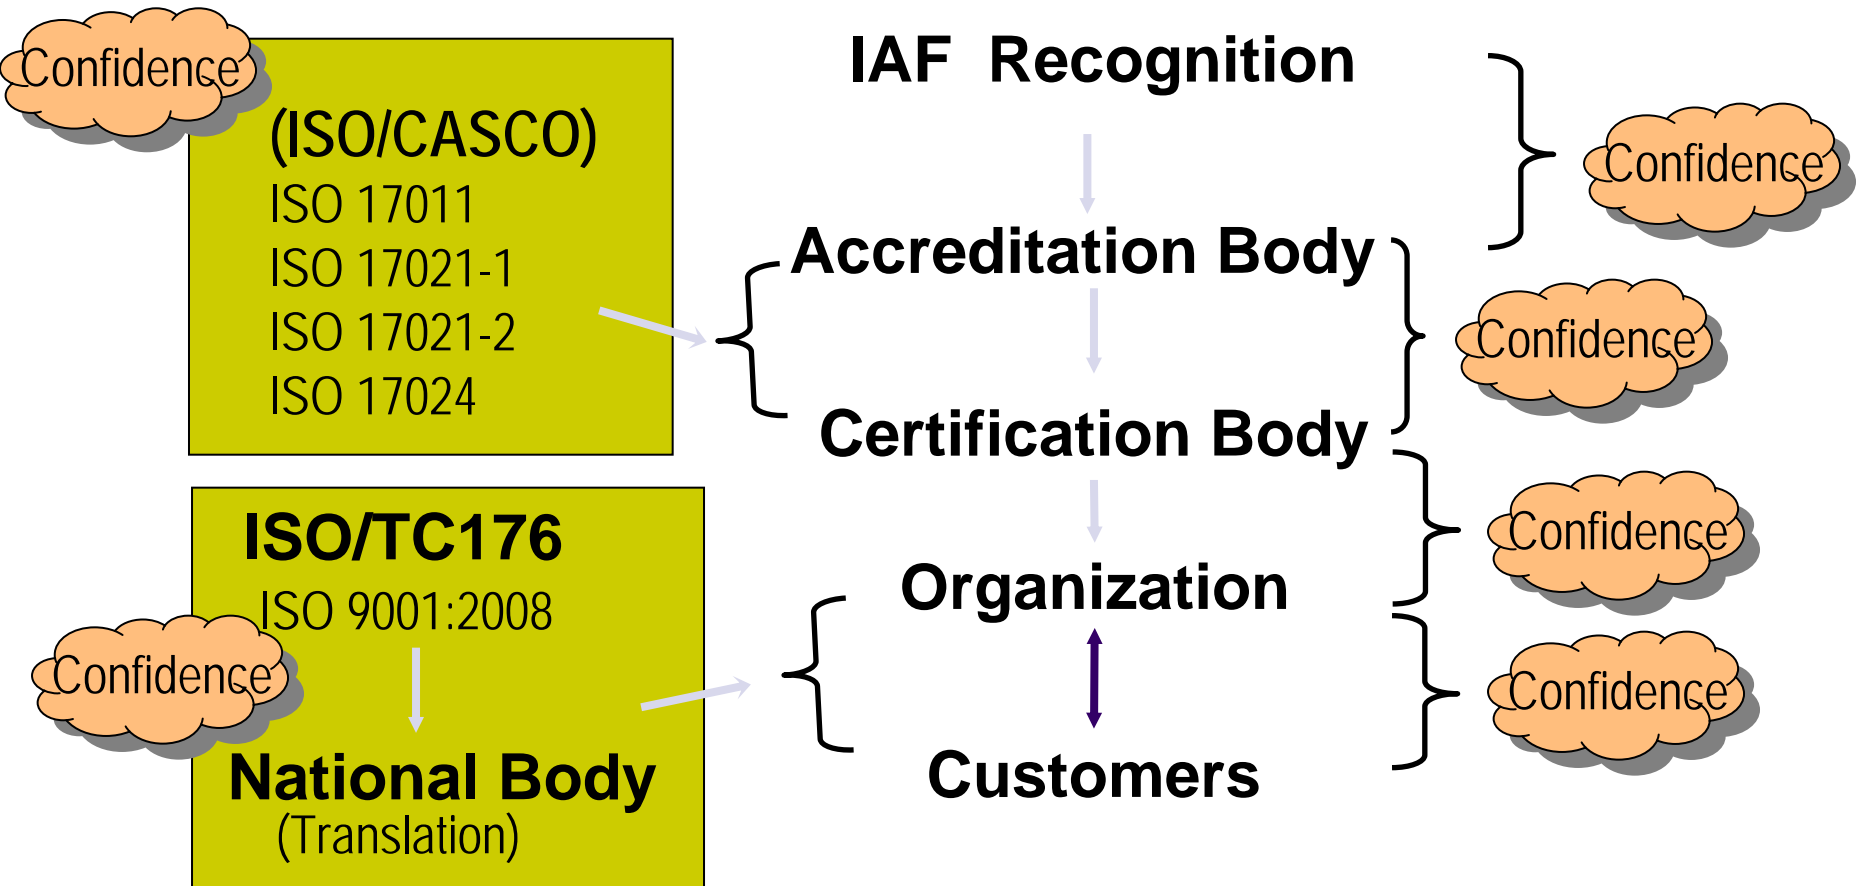 Confidence
(ISO/CASCO)
ISO 17011
ISO 17021-1
ISO 17021-2
ISO 17024
ISO/TC176
ISO 9001:2008
Confidence
National Body
(Translation)
IAF Recognition
Accreditation Body
Certification Body
Organization
Customers
Confidence
Confidence
Confidence
Confidence